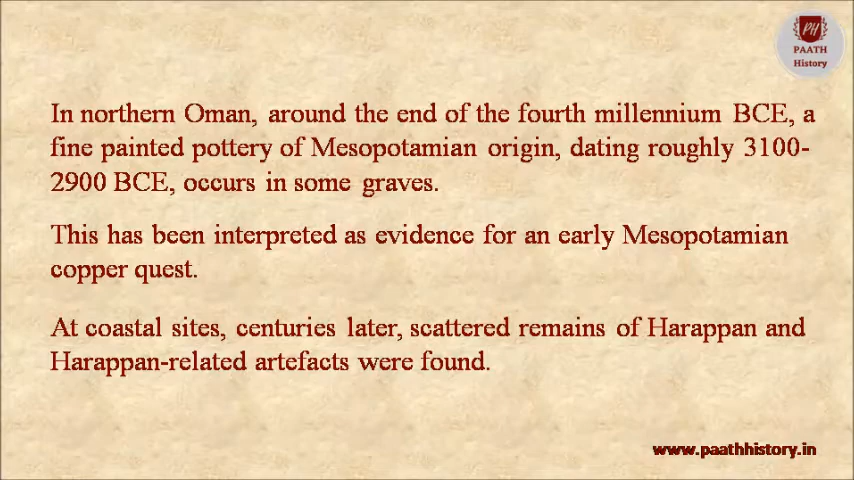 PH
PAATH
History
In northern Oman, around the end of the fourth millennium BCE, a
fine painted pottery of Mesopotamian origin, dating roughly 3100-
2900 BCE, occurs in some graves.
This has been interpreted as evidence for an early Mesopotamian
copper quest.
At coastal sites, centuries later, scattered remains of Harappan and
Harappan-related artefacts were found.
www.paathhistory.in